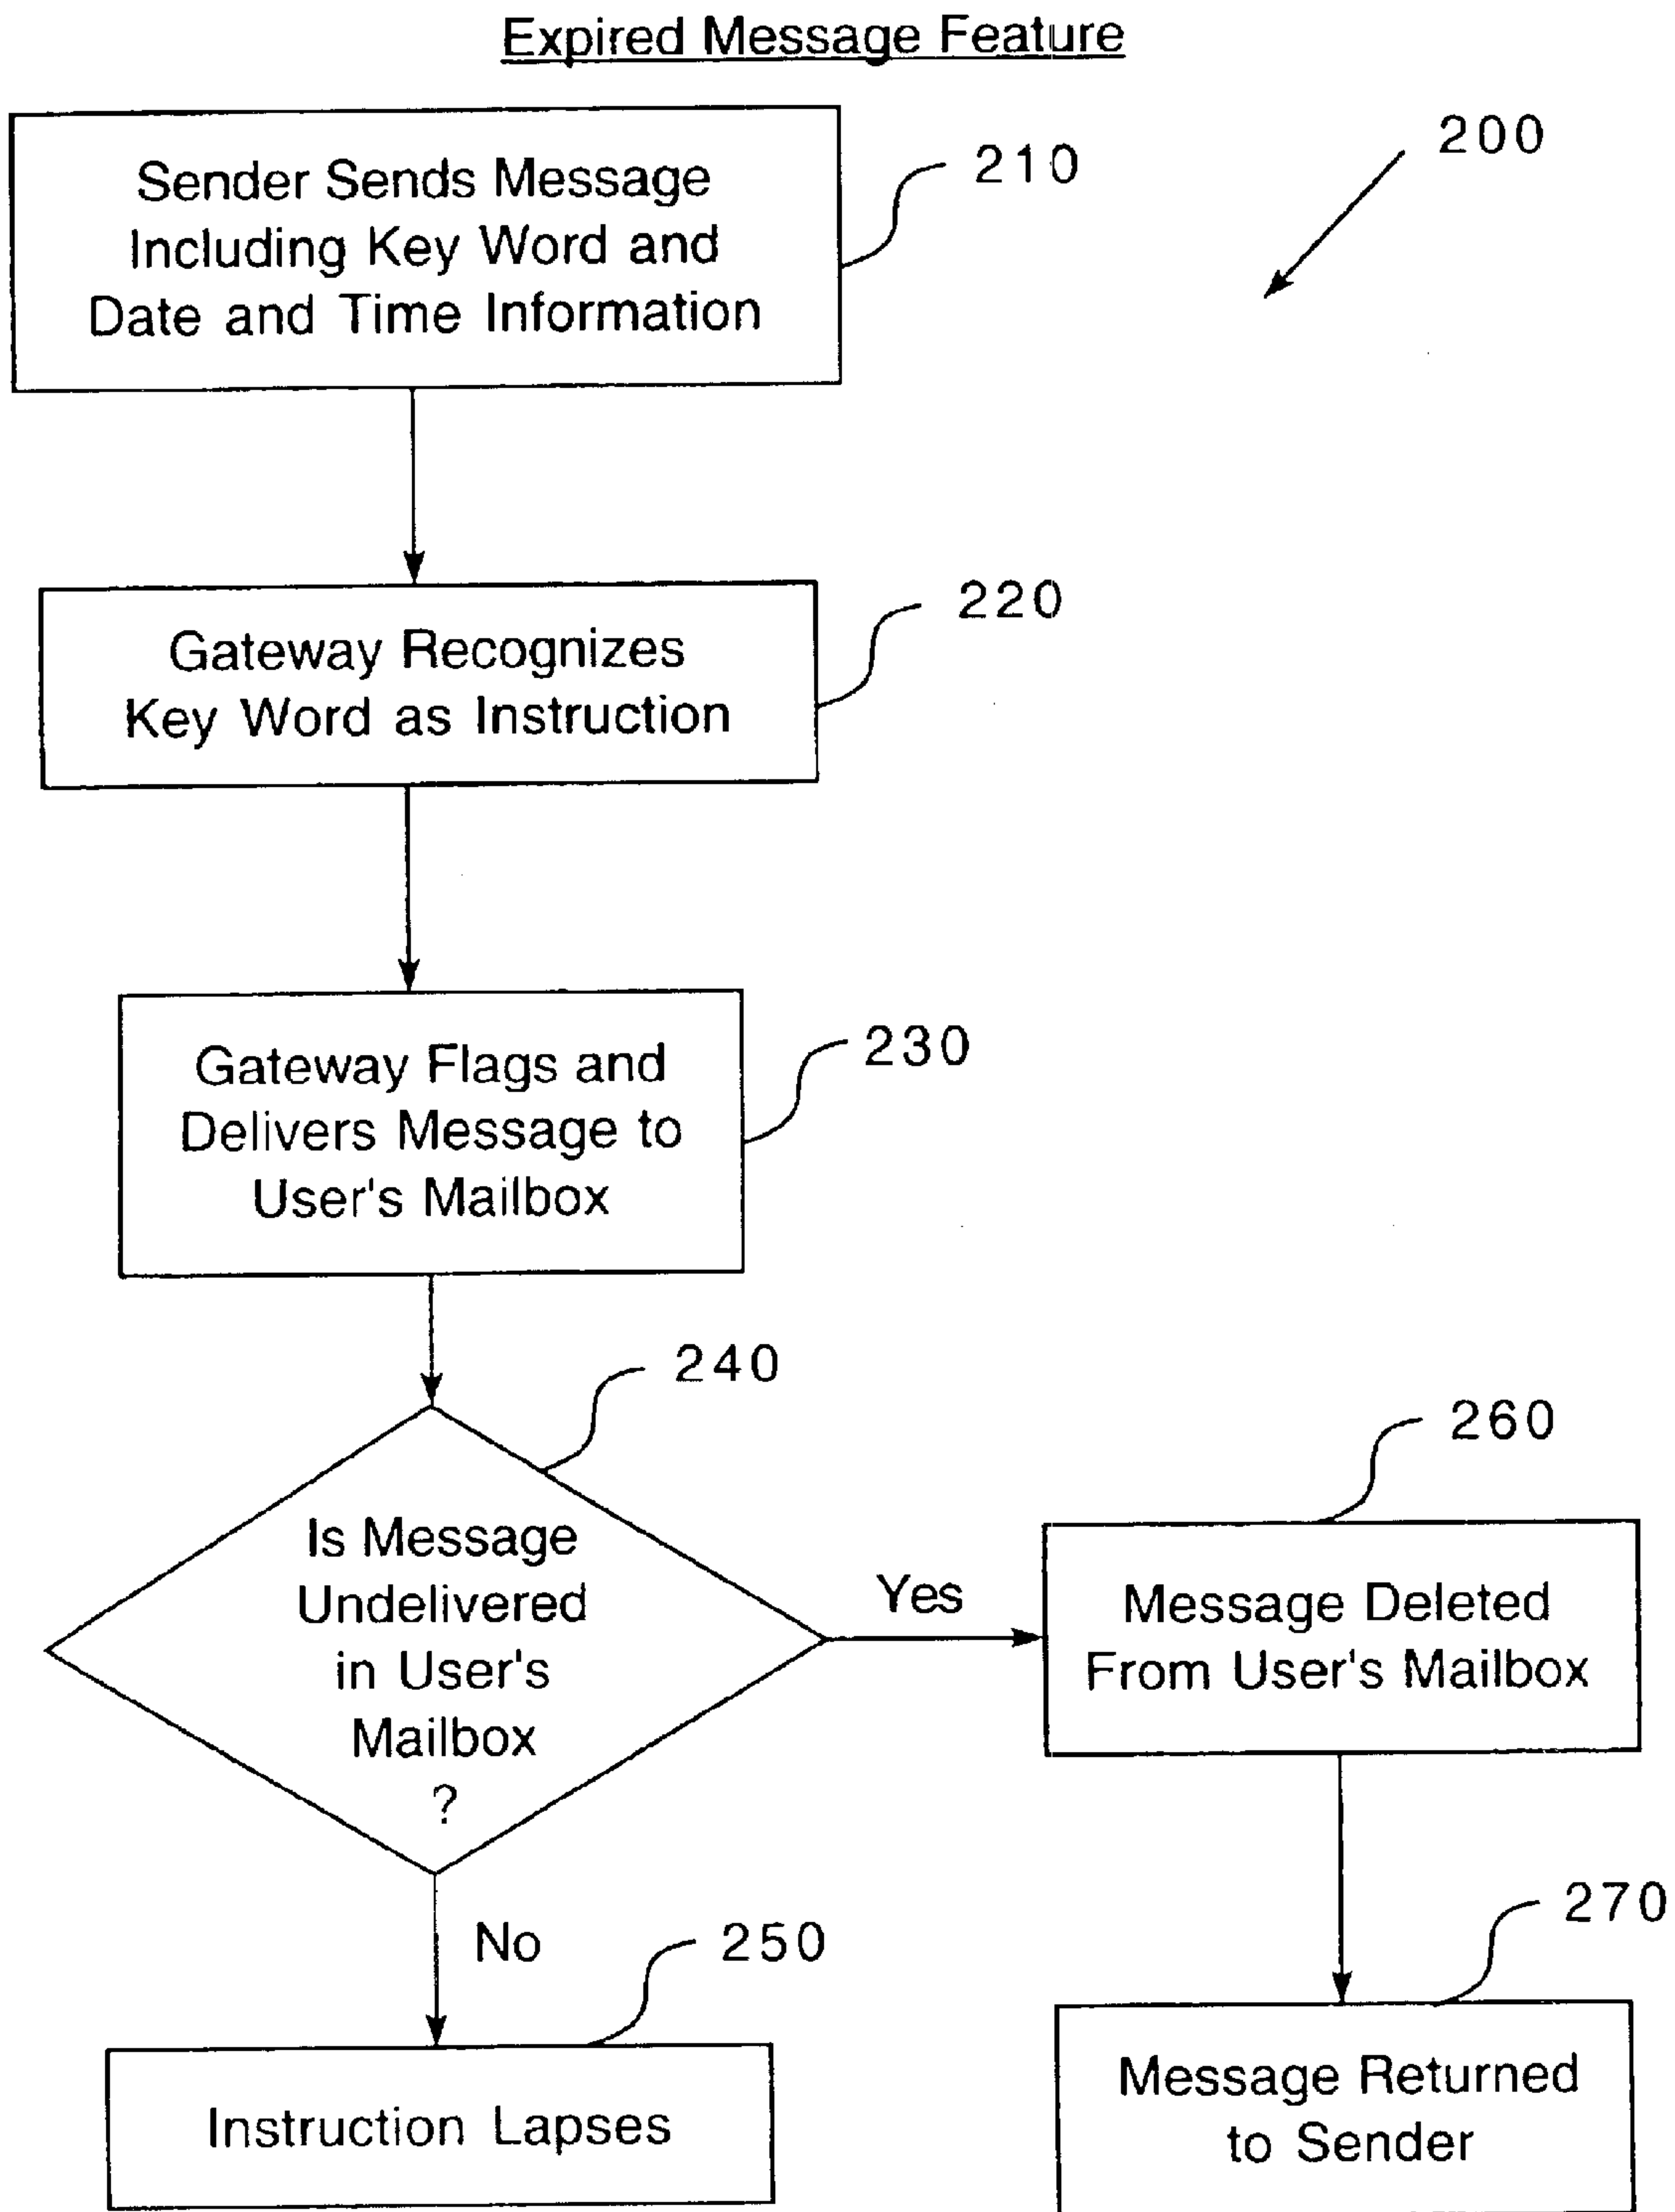 Expired Message Feature
200
Sender Sends Message
Including Key Word and
Date and Time Information
210
Gateway Recognizes
Key Word as Instruction
220
Gateway Flags and
Delivers Message to
User's Mailbox
230
240
Is Message
Undelivered
in User's
Mailbox
?
Yes
260
Message Deleted
From User's Mailbox
No
250
Instruction Lapses
270
Message Returned
to Sender